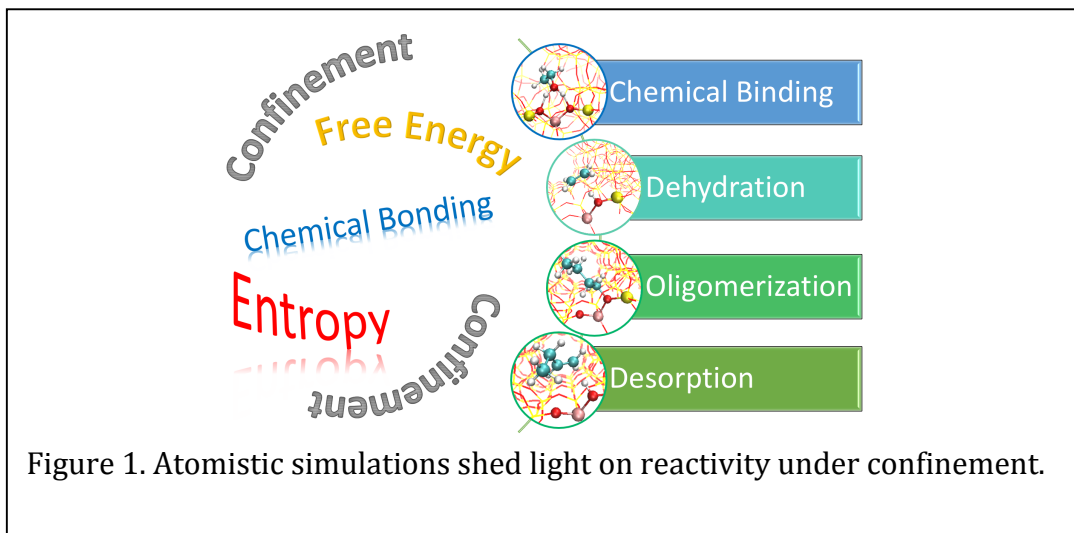 Confinement
Free Energy
Chemical Bonding
Entropy
Confinement
Chemical Binding
Dehydration
Oligomerization
Desorption
Figure 1. Atomistic simulations shed light on reactivity under confinement.